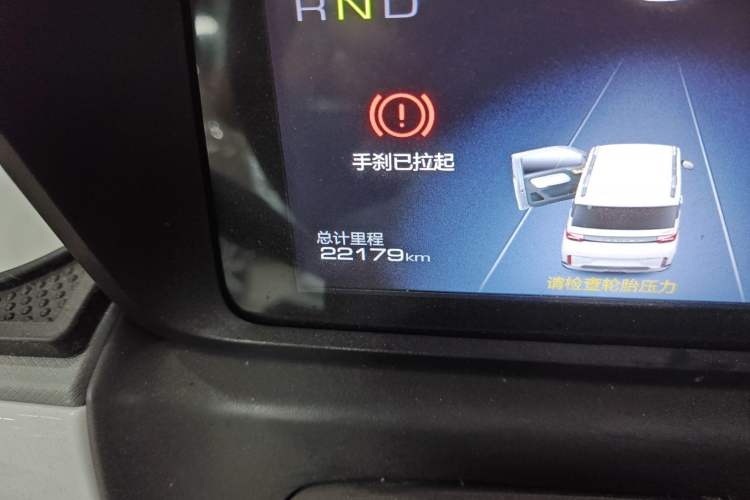 RND
手刹已拉起
总计里程
22179km
请检查轮胎压力